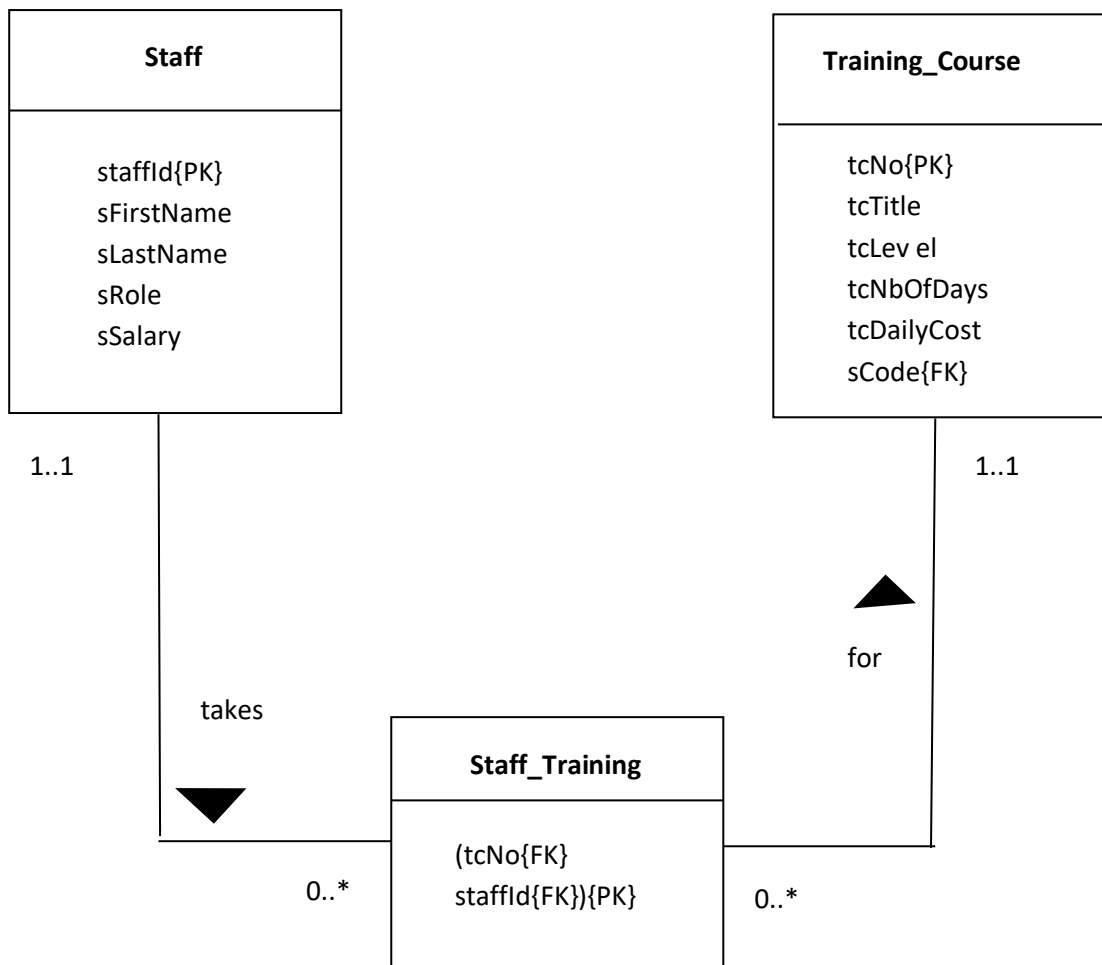 Staff
staffId{PK}
sFirstName
sLastName
sRole
sSalary
1..1
Training_Course
tcNo{PK}
tcTitle
tcLev el
tcNbOfDays
tcDailyCost
sCode{FK}
1..1
for
takes
Staff_Training
(tcNo{FK}
staffId{FK}){PK}
0..*
0..*